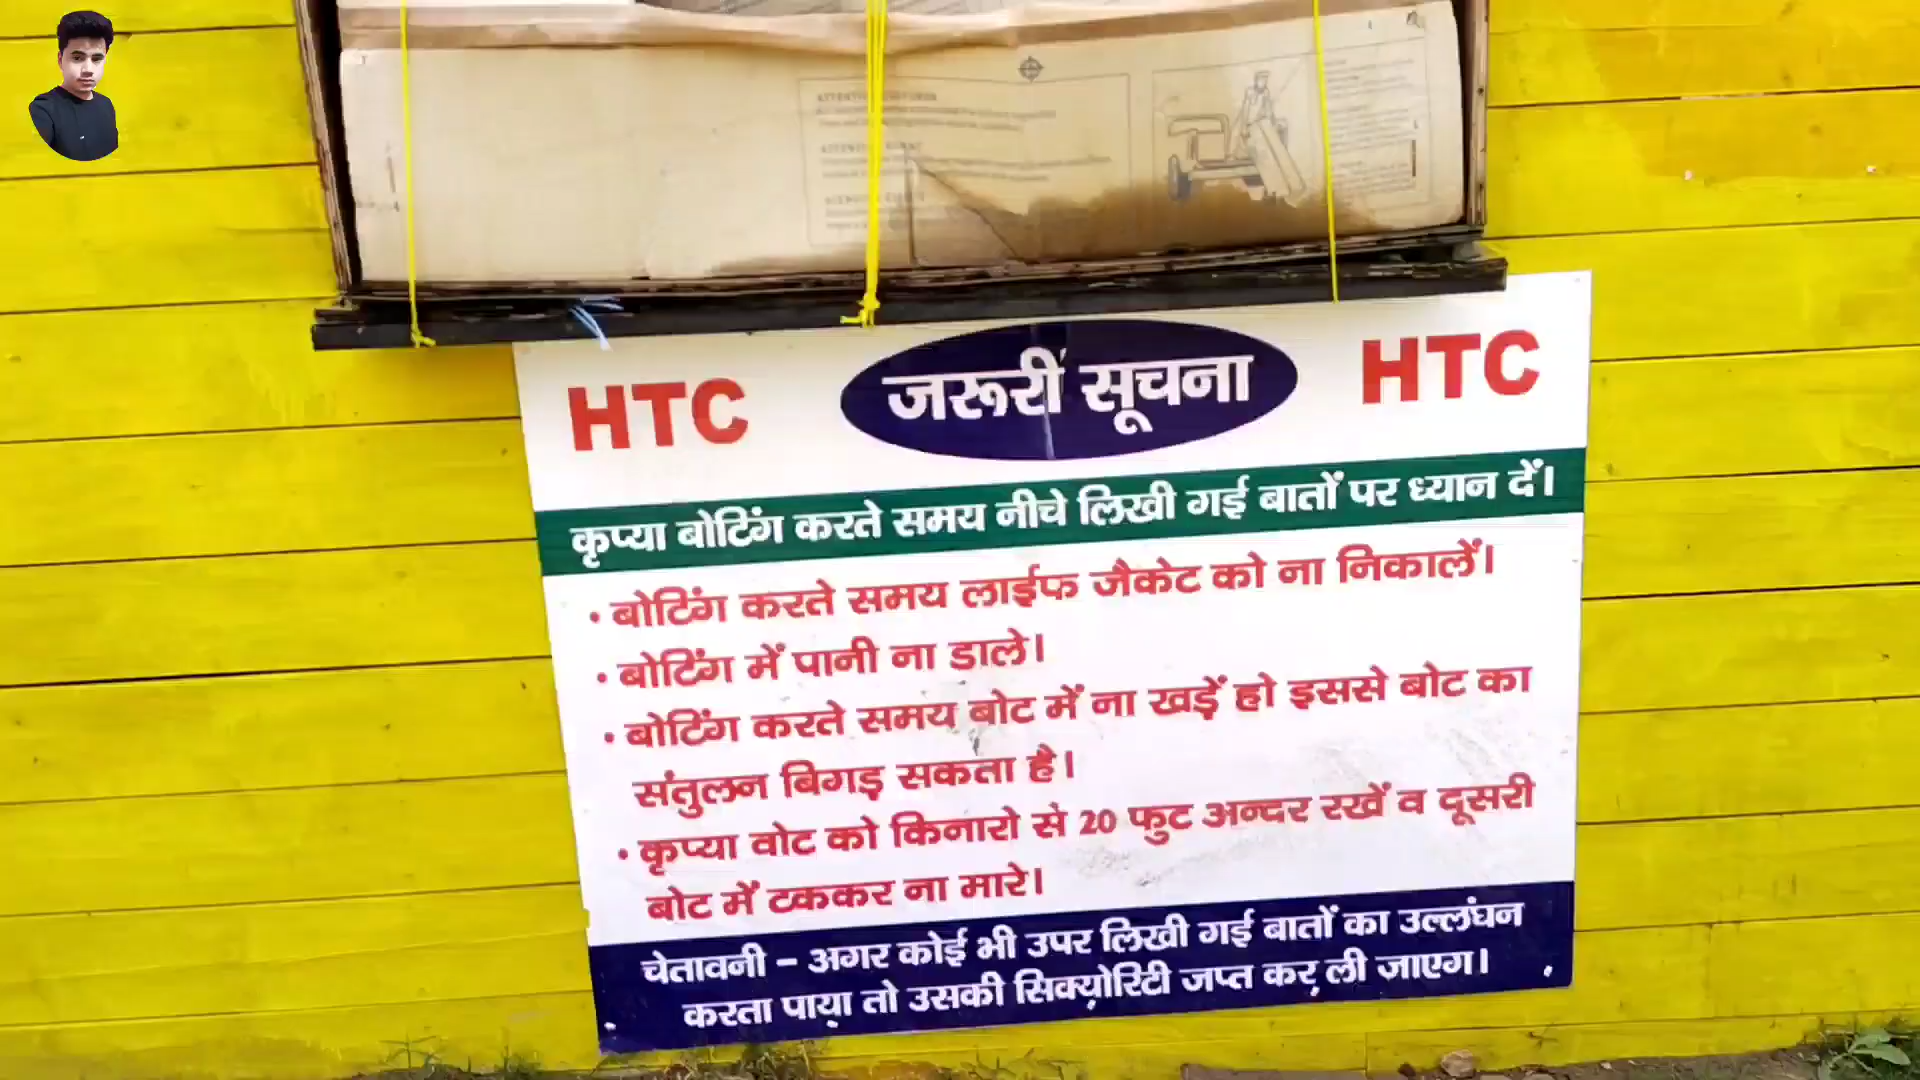 HTC जरूरी सूचना HTC
कृप्या बोटिंग करते समय नीचे लिखी गई बातों पर ध्यान दें।
• बोटिंग करते समय लाईफ जैकेट को ना निकालें।
• बोटिंग में पानी ना डाले।
• बोटिंग करते समय बोट में ना खड़ें हो इससे बोट का
संतुलन बिगड़ सकता है।
• कृप्या वोट को किनारो से 20 फुट अन्दर रखें व दूसरी
बोट में टक्कर ना मारे।
चेतावनी – अगर कोई भी उपर लिखी गई बातों का उल्लंघन
करता पाया तो उसकी सिक्योरिटी जप्त कर ली जाएग।